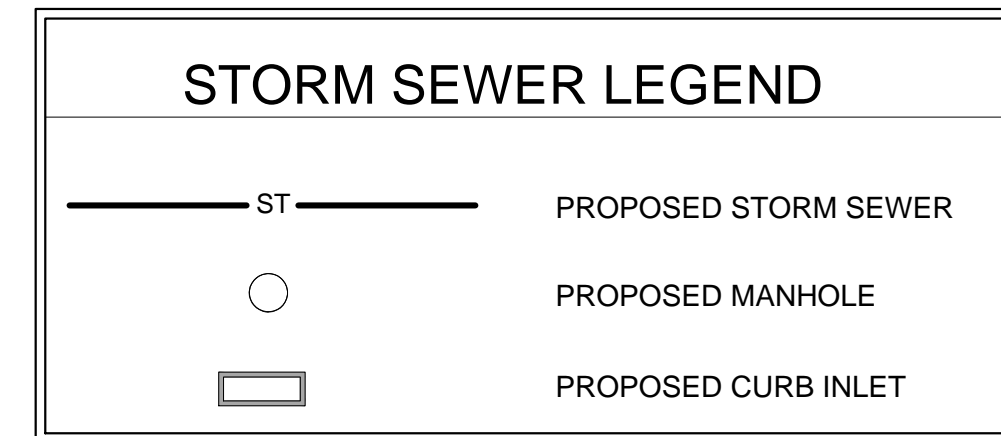 STORM SEWER LEGEND
ST PROPOSED STORM SEWER
PROPOSED MANHOLE
PROPOSED CURB INLET